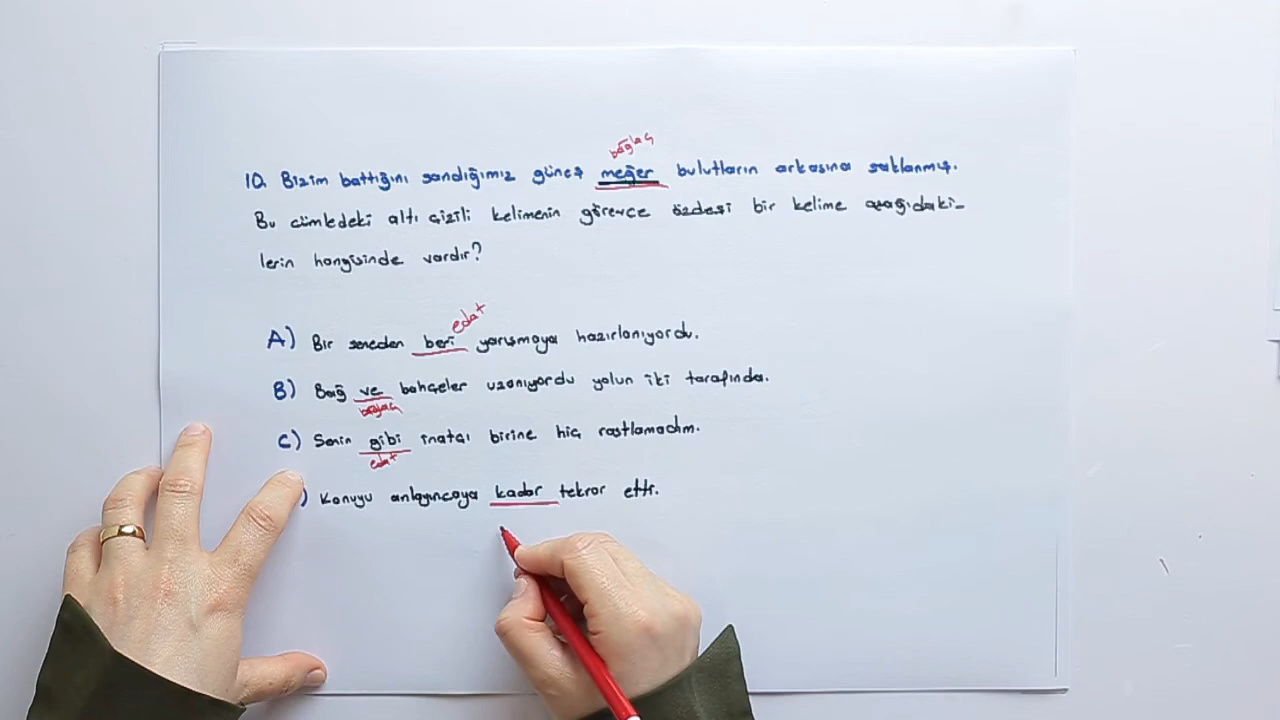 bağlaç
10. Bizim battığını sandığımız güneş meğer bulutların arkasına saklanmış.
Bu cümledeki altı çizili kelimenin görevce özdeşi bir kelime aşağıdaki-
lerin hangisinde vardır?
edat
A) Bir seneden beri yarışmaya hazırlanıyordu.
B) Bağ ve bahçeler uzanıyordu yolun iki tarafında.
bağlaç
C) Senin gibi inatçı birine hiç rastlamadım.
edat
) Konuyu anlayıncaya kadar tekrar etti.